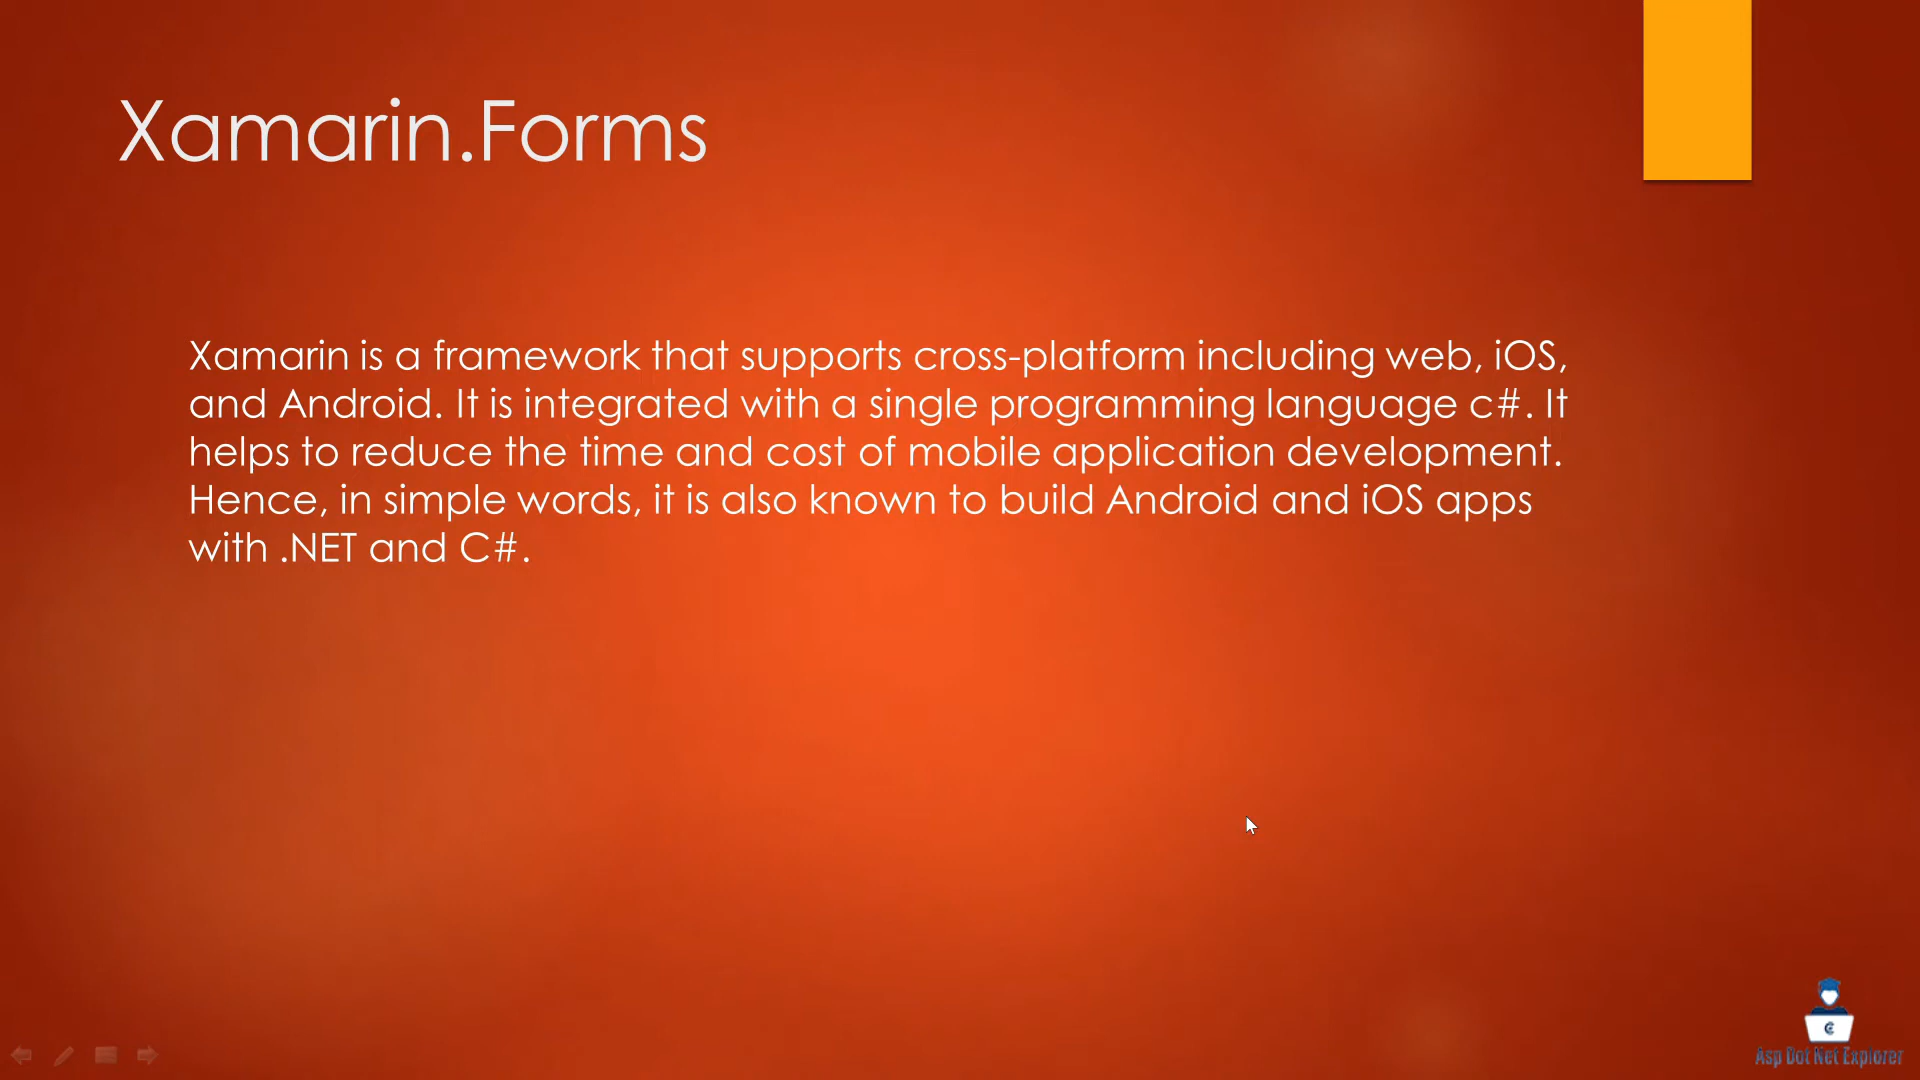 Xamarin.Forms
Xamarin is a framework that supports cross-platform including web, iOS,
and Android. It is integrated with a single programming language c#. It
helps to reduce the time and cost of mobile application development.
Hence, in simple words, it is also known to build Android and iOS apps
with .NET and C#.
Asp Dot Net Explorer